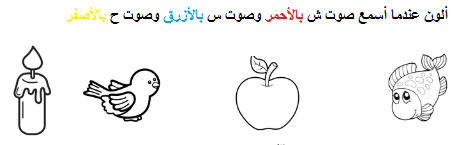 ألون عندما أسمع صوت ش بالأحمر وصوت س بالأزرق وصوت ح بالأصفر